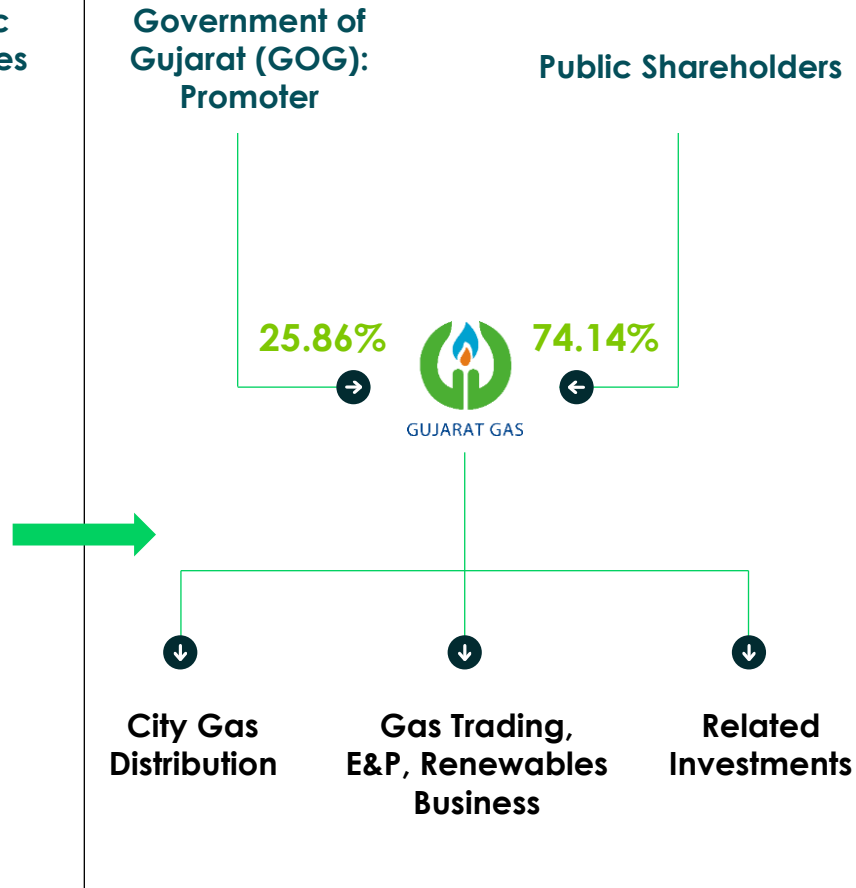 Government of
Gujarat (GOG):
Promoter
Public Shareholders
25.86%
74.14%
GUJARAT GAS
City Gas
Distribution
Gas Trading,
E&P, Renewables
Business
Related
Investments